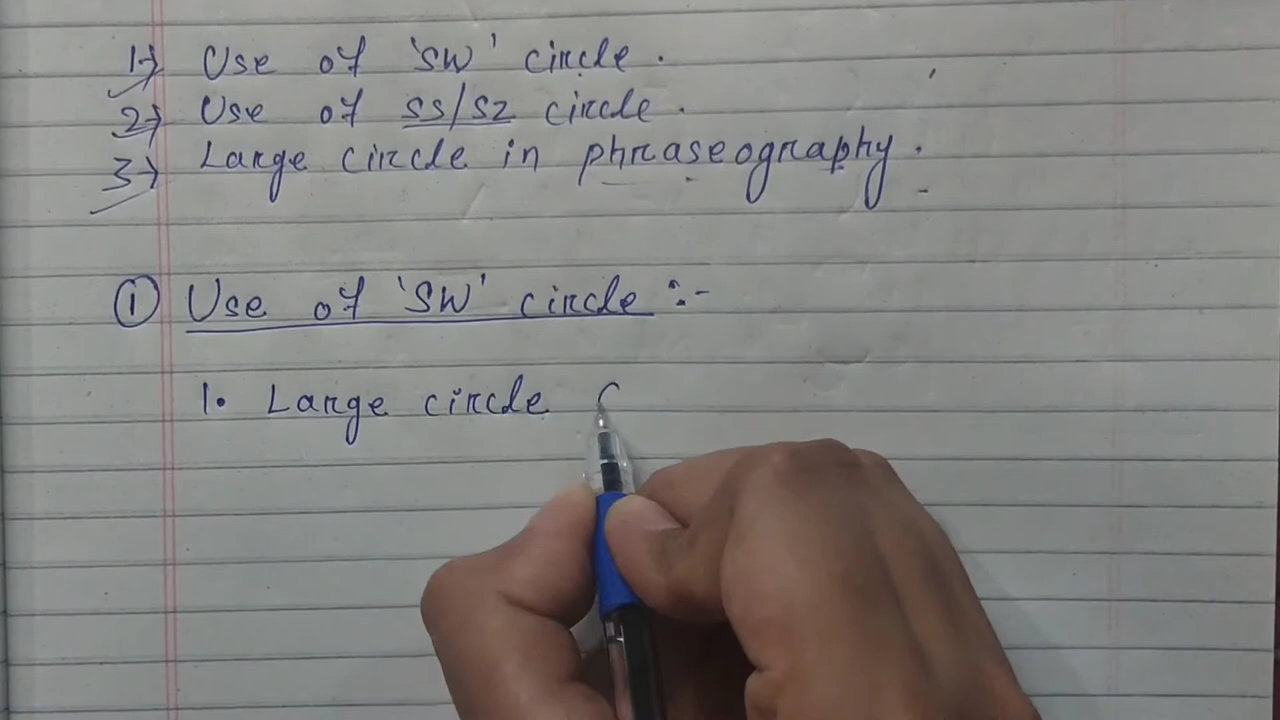 1→ Use of 'SW' circle.
2→ Use of SS/SZ circle.
3→ Large circle in phraseography.
① Use of 'SW' circle :-
1. Large circle